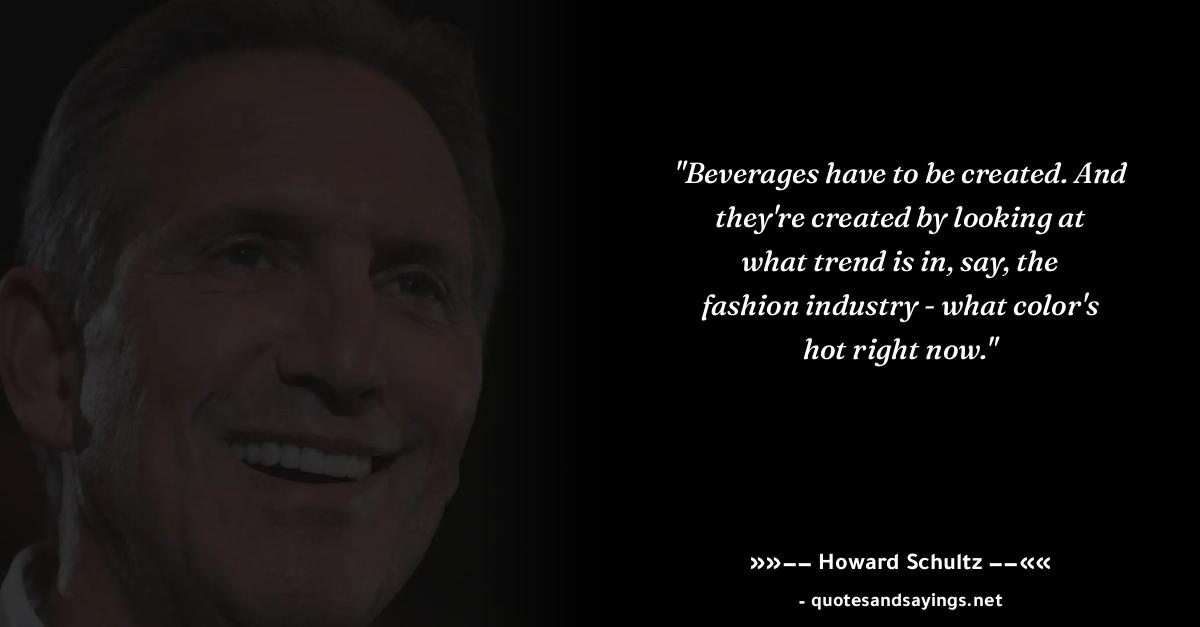 "Beverages have to be created. And
they're created by looking at
what trend is in, say, the
fashion industry - what color's
hot right now."
»»−− Howard Schultz −−««
- quotesandsayings.net